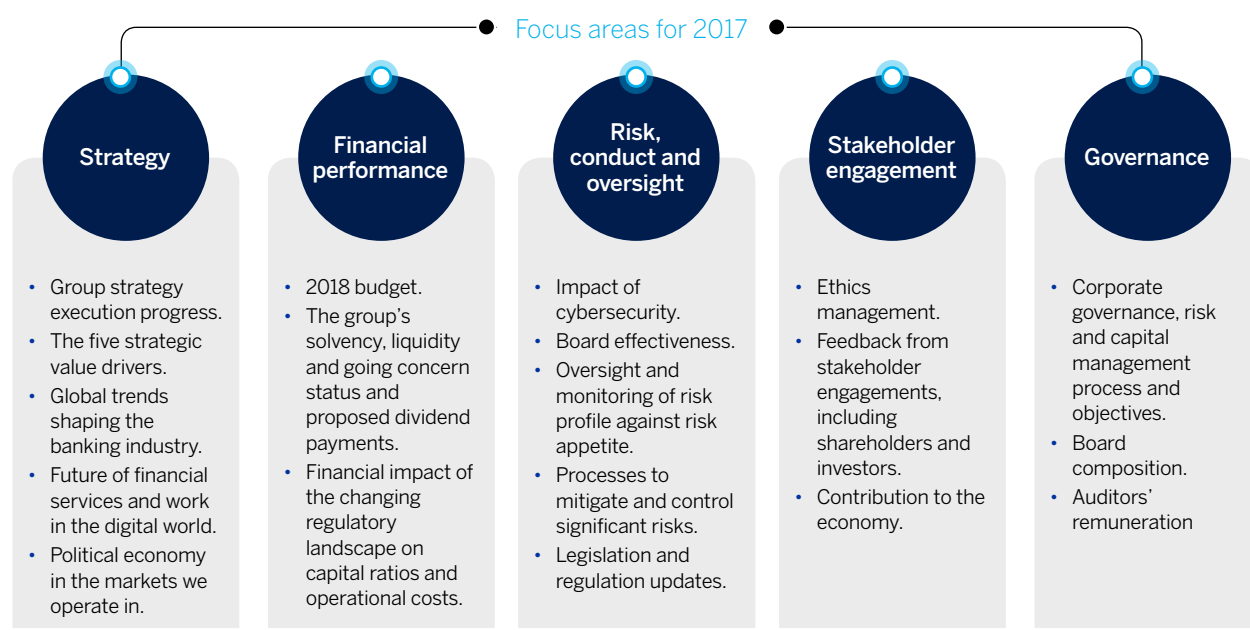 Focus areas for 2017
Strategy
• Group strategy
execution progress.
• The five strategic
value drivers.
• Global trends
shaping the
banking industry.
• Future of financial
services and work
in the digital world.
• Political economy
in the markets we
operate in.
Financial
performance
• 2018 budget.
• The group's
solvency, liquidity
and going concern
status and
proposed dividend
payments.
• Financial impact of
the changing
regulatory
landscape on
capital ratios and
operational costs.
Risk,
conduct and
oversight
• Impact of
cybersecurity.
• Board effectiveness.
• Oversight and
monitoring of risk
profile against risk
appetite.
• Processes to
mitigate and control
significant risks.
• Legislation and
regulation updates.
Stakeholder
engagement
• Ethics
management.
• Feedback from
stakeholder
engagements,
including
shareholders and
investors.
• Contribution to the
economy.
Governance
• Corporate
governance, risk
and capital
management
process and
objectives.
• Board
composition.
• Auditors'
remuneration